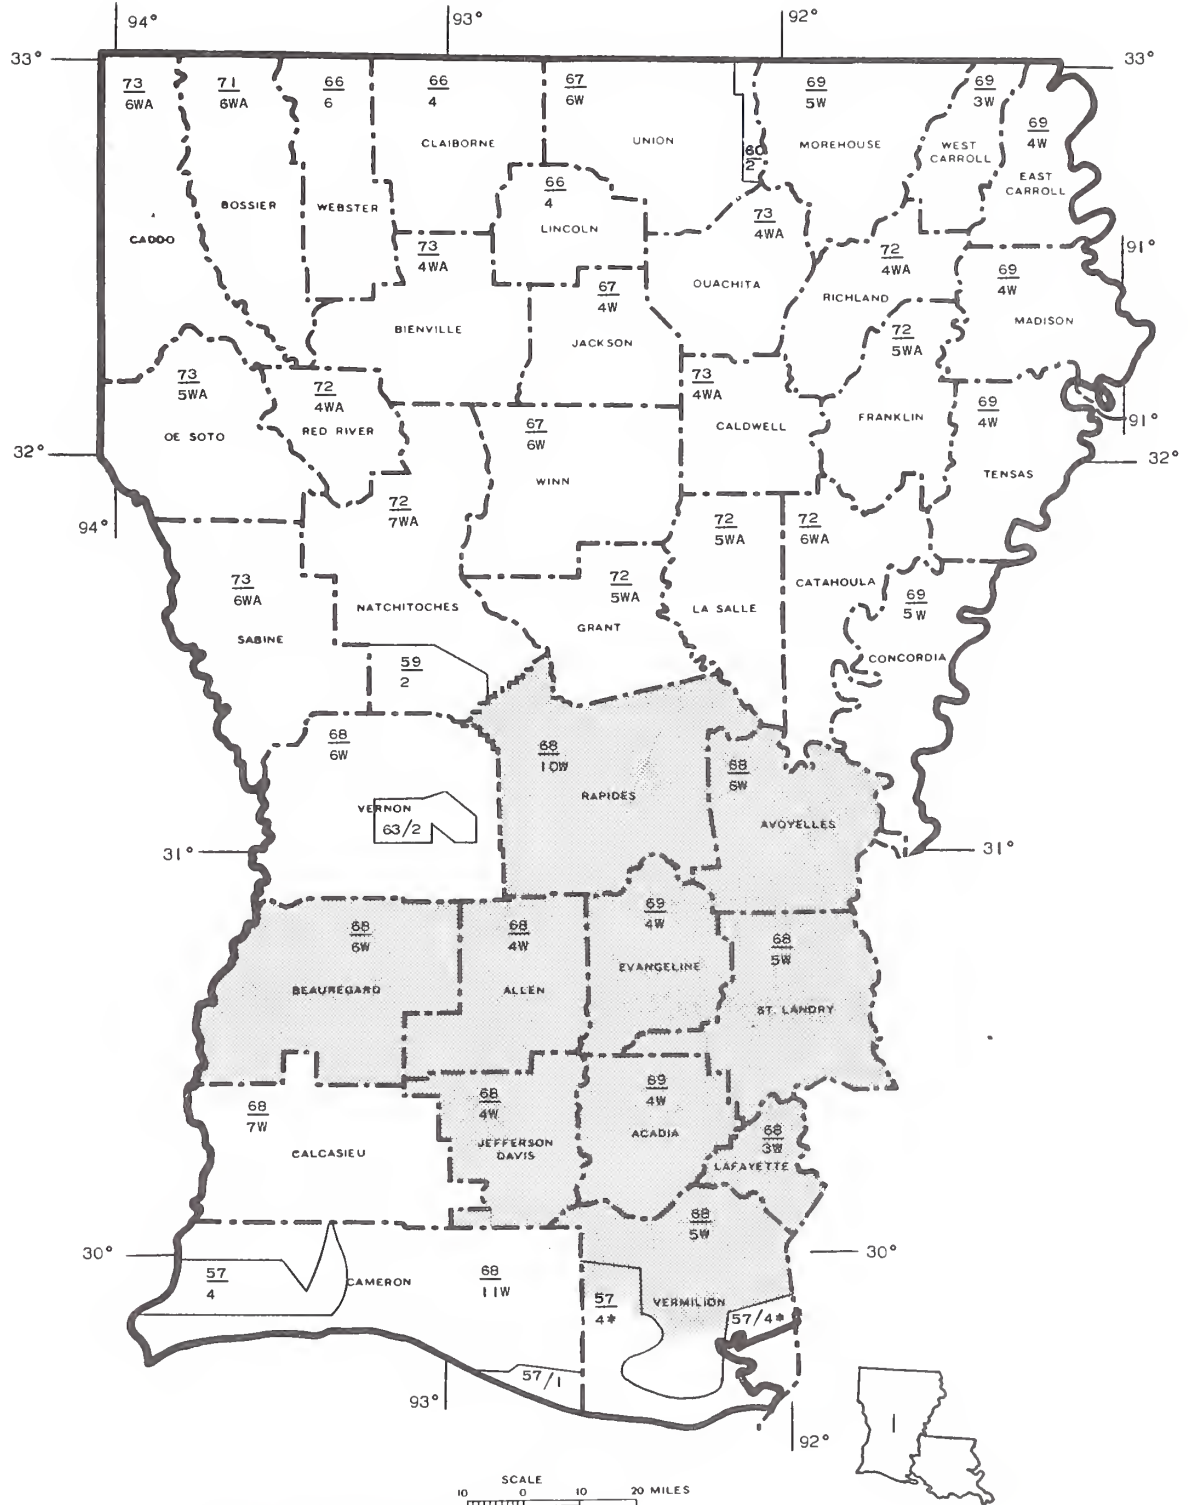 94°
93°
92°
33°
33°
73
6WA
71
6WA
66
6
66
4
67
6W
69
5W
69
3W
69
4W
60
2
CLAIBORNE
UNION
MOREHOUSE
WEST
CARROLL
EAST
CARROLL
66
4
BOSSIER
WEBSTER
CADDO
LINCOLN
73
4WA
73
4WA
72
4WA
91°
69
4W
OUACHITA
RICHLAND
MADISON
67
4W
BIENVILLE
JACKSON
72
5WA
73
5WA
72
4WA
73
4WA
69
4W
91°
OE SOTO
RED RIVER
67
6W
CALDWELL
FRANKLIN
32°
32°
WINN
TENSAS
94°
72
7WA
72
5WA
72
6WA
73
6WA
72
5WA
CATAHOULA
69
5W
NATCHITOCHES
LA SALLE
SABINE
GRANT
CONCORDIA
59
2
68
6W
68
10W
68
6W
RAPIDES
VERNON
63/2
AVOYELLES
31°
31°
68
6W
68
4W
69
4W
68
5W
BEAUREGARD
ALLEN
EVANGELINE
ST. LANDRY
68
7W
68
4W
69
4W
68
3W
CALCASIEU
JEFFERSON
DAVIS
ACADIA
LAFAYETTE
68
5W
30°
30°
57
4
CAMERON
68
11W
57
4*
VERMILION
57/4*
57/1
93°
92°
1
SCALE
10 0 10 20 MILES